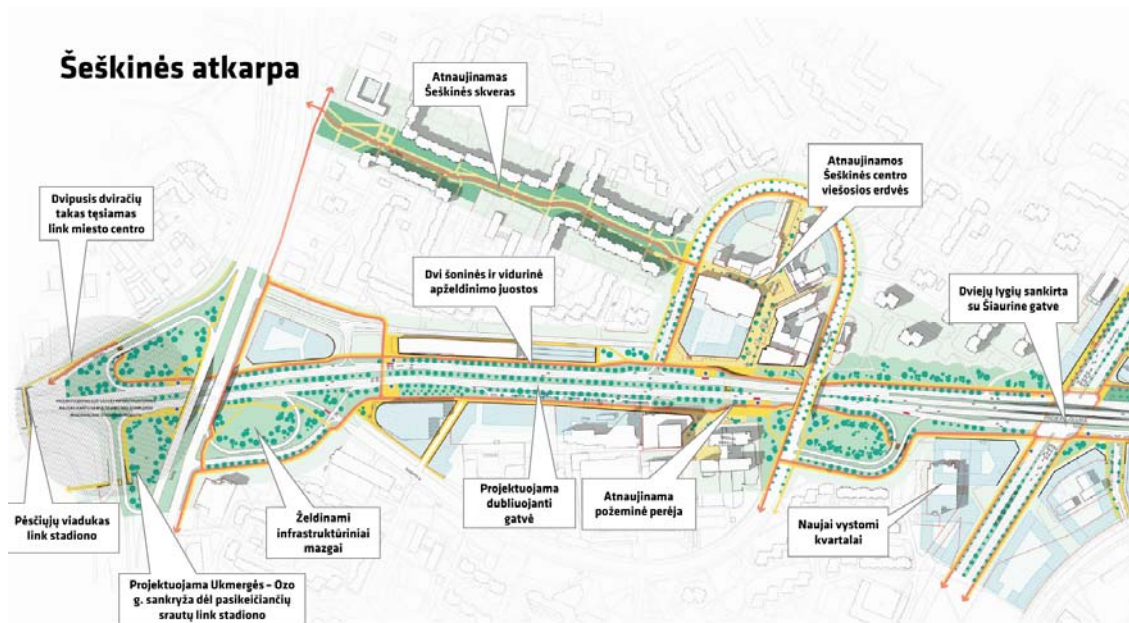 Šeškinės atkarpa
Atnaujinamas
Šeškinės skveras
Atnaujinamos
Šeškinės centro
viešosios erdvės
Dvipusis dviračių
takas tęsiamas
link miesto centro
Dvi šoninės ir vidurinė
apželdinimo juostos
Dviejų lygių sankirta
su Šiaurine gatve
Pėsčiųjų viadukas
link stadiono
Želdinami
infrastruktūriniai
mazgai
Projektuojama
dubliuojanti
gatvė
Atnaujinama
požeminė perėja
Naujai vystomi
kvartalai
Projektuojama Ukmergės – Ozo
g. sankryža dėl pasikeičiančių
srautų link stadiono